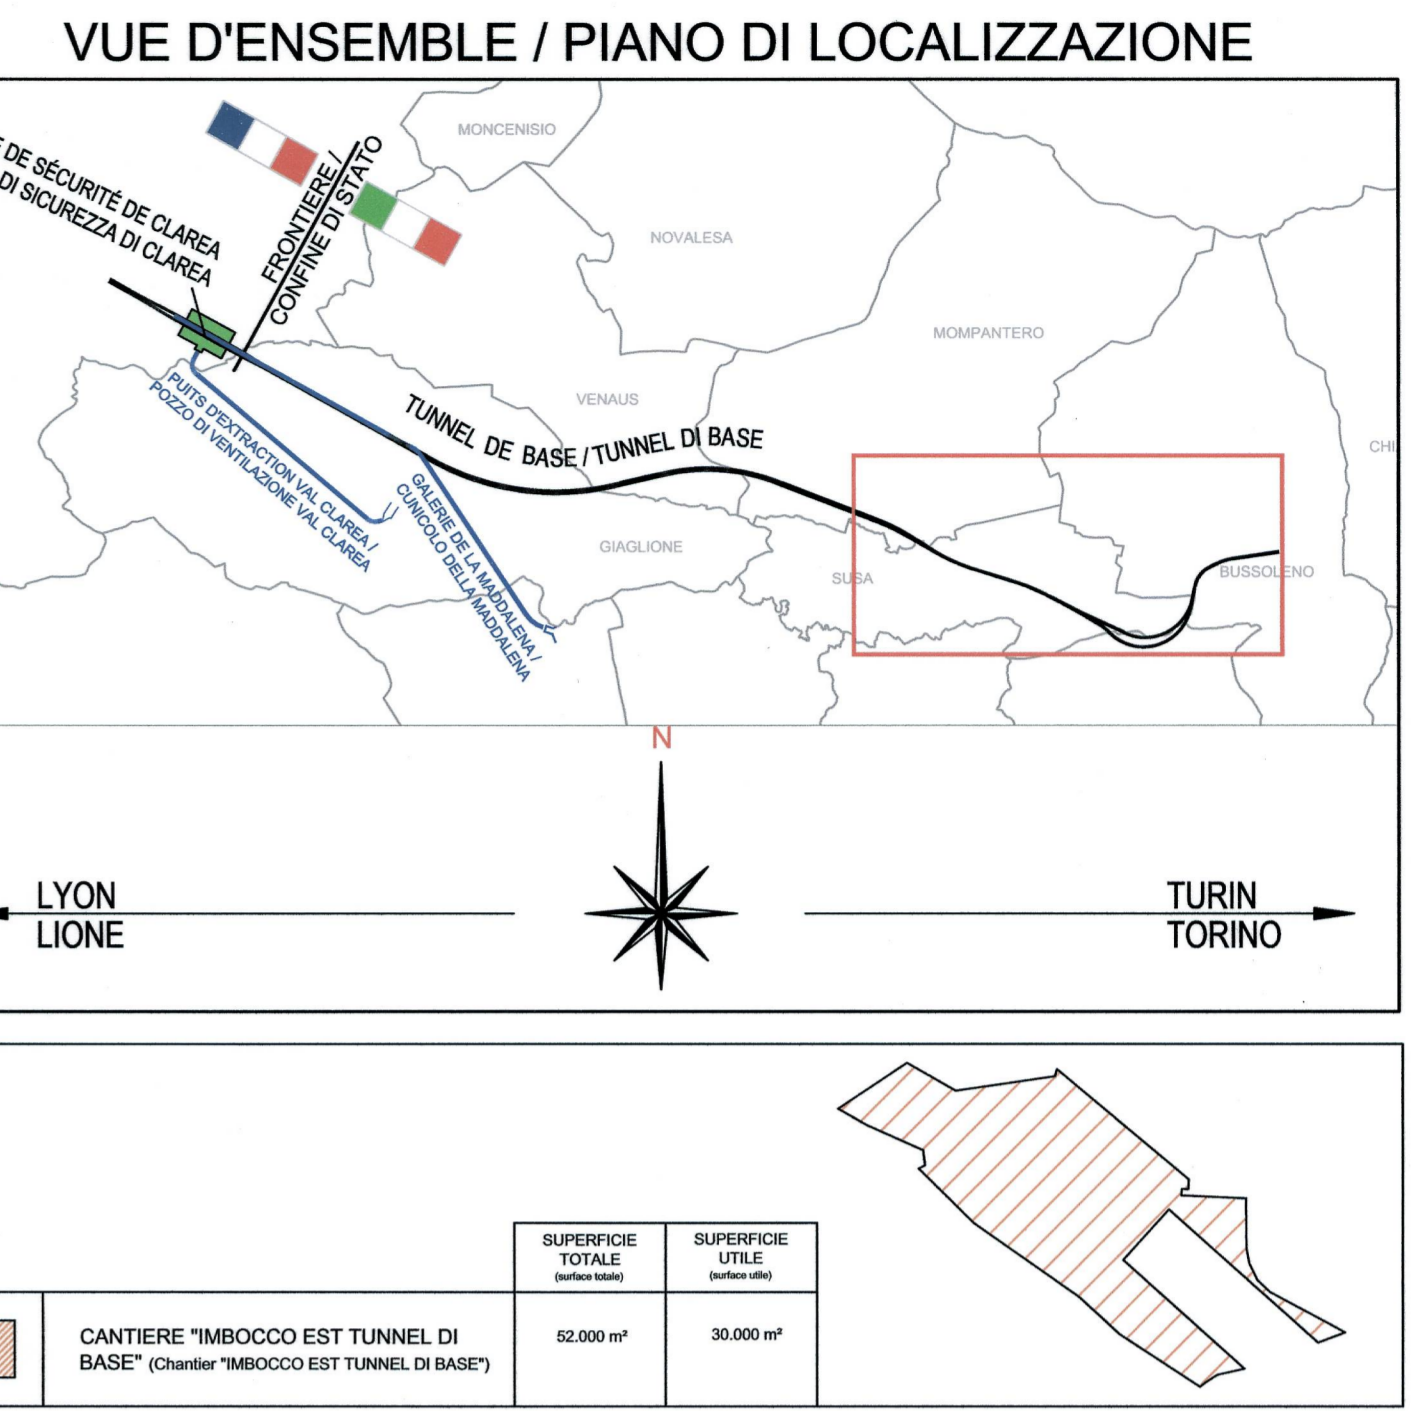 VUE D'ENSEMBLE / PIANO DI LOCALIZZAZIONE
MONCENISIO
DE SÉCURITÉ DE CLAREA
DI SICUREZZA DI CLAREA
FRONTIERE /
CONFINE DI STATO
NOVALESA
MOMPANTERO
VENAUS
PUITS D'EXTRACTION VAL CLAREA /
POZZO DI VENTILAZIONE VAL CLAREA
TUNNEL DE BASE / TUNNEL DI BASE
CHI
GALERIE DE LA MADDALENA /
CUNICOLO DELLA MADDALENA
GIAGLIONE
SUSA
BUSSOLENO
N
LYON
LIONE
TURIN
TORINO
SUPERFICIE
TOTALE
(surface totale)
SUPERFICIE
UTILE
(surface utile)
CANTIERE "IMBOCCO EST TUNNEL DI
BASE" (Chantier "IMBOCCO EST TUNNEL DI BASE")
52.000 m²
30.000 m²